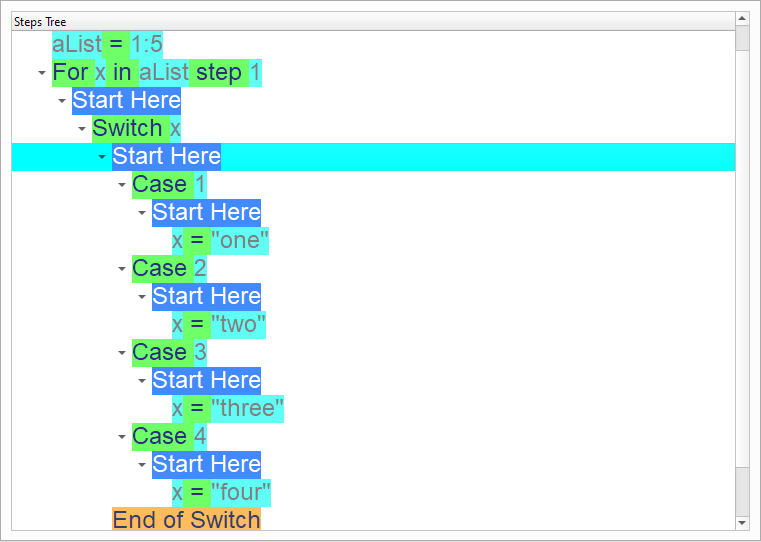 Steps Tree
aList = 1:5
For x in aList step 1
Start Here
Switch x
Start Here
Case 1
Start Here
x = "one"
Case 2
Start Here
x = "two"
Case 3
Start Here
x = "three"
Case 4
Start Here
x = "four"
End of Switch